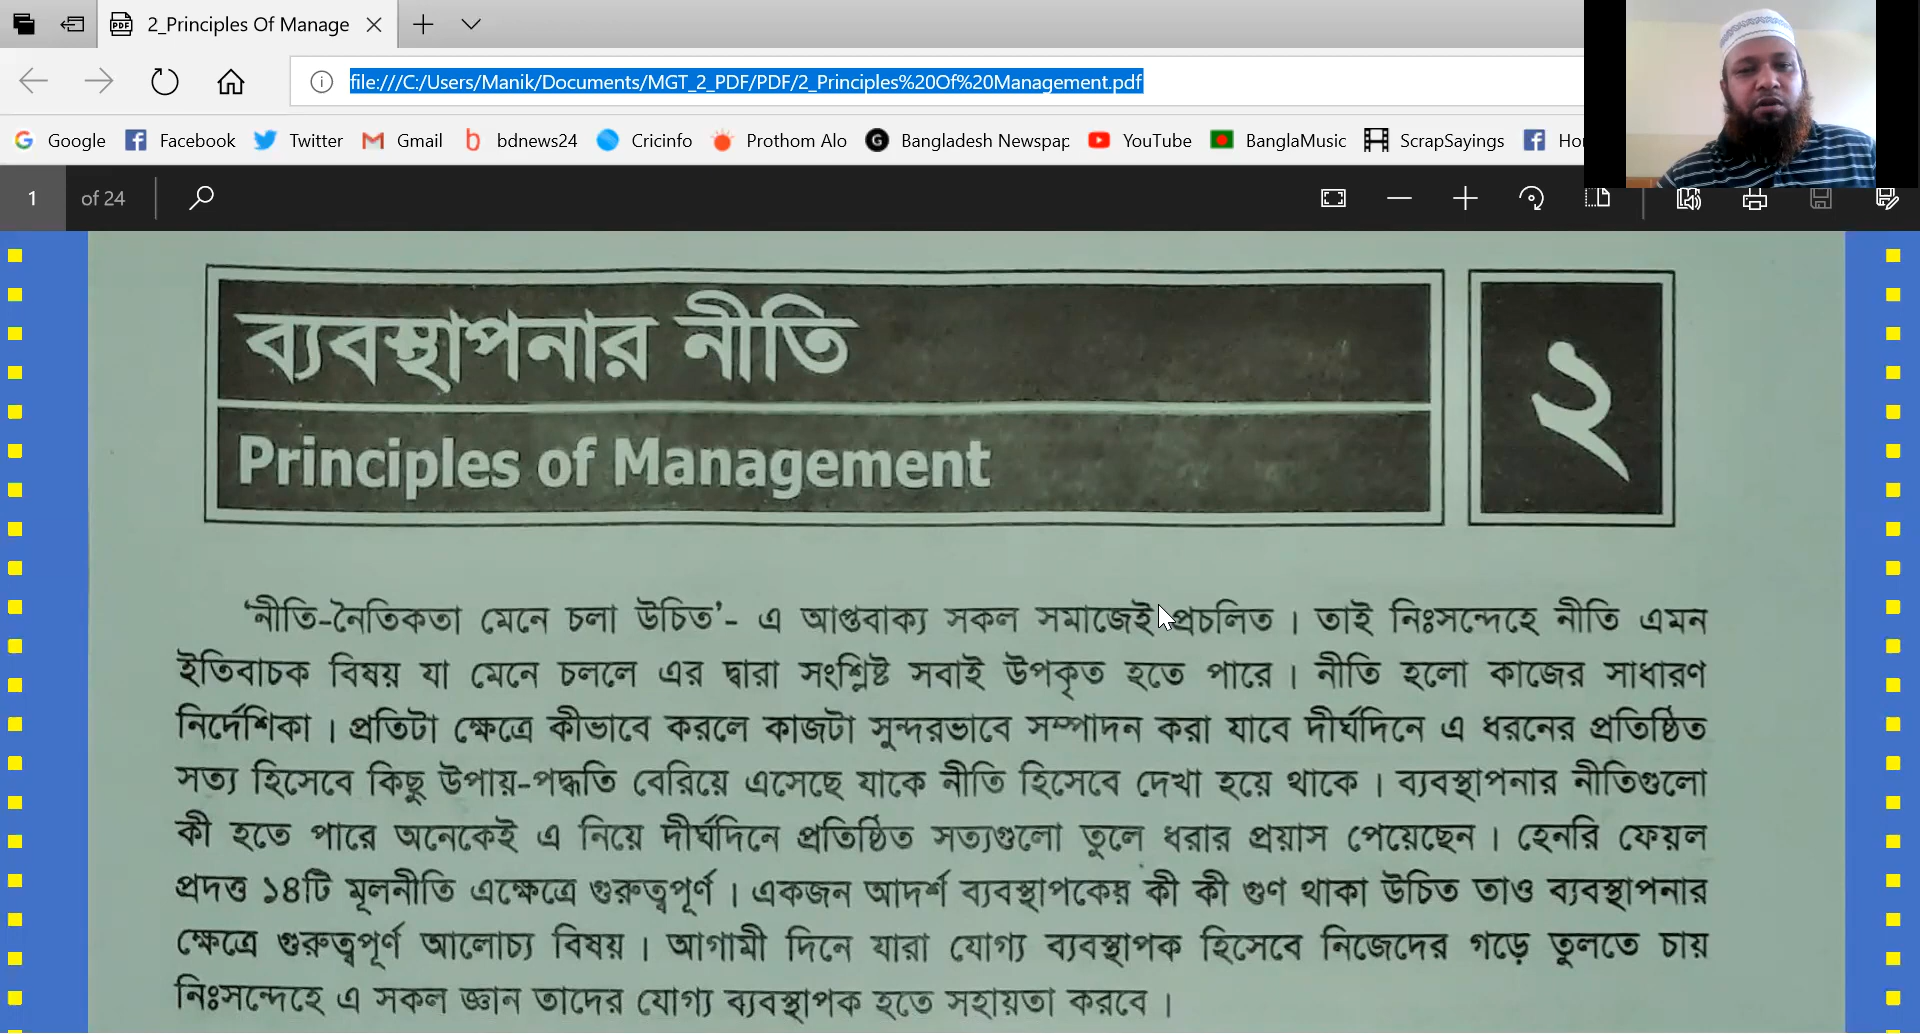 2_Principles Of Manage
file:///C:/Users/Manik/Documents/MGT_2_PDF/PDF/2_Principles%20Of%20Management.pdf
Google Facebook Twitter Gmail bdnews24 Cricinfo Prothom Alo Bangladesh Newspap YouTube BanglaMusic ScrapSayings Ho
1 of 24
ব্যবস্থাপনার নীতি
Principles of Management
২
‘নীতি-নৈতিকতা মেনে চলা উচিত’- এ আপ্তবাক্য সকল সমাজেই প্রচলিত। তাই নিঃসন্দেহে নীতি এমন
ইতিবাচক বিষয় যা মেনে চললে এর দ্বারা সংশ্লিষ্ট সবাই উপকৃত হতে পারে। নীতি হলো কাজের সাধারণ
নির্দেশিকা। প্রতিটা ক্ষেত্রে কীভাবে করলে কাজটা সুন্দরভাবে সম্পাদন করা যাবে দীর্ঘদিনে এ ধরনের প্রতিষ্ঠিত
সত্য হিসেবে কিছু উপায়-পদ্ধতি বেরিয়ে এসেছে যাকে নীতি হিসেবে দেখা হয়ে থাকে। ব্যবস্থাপনার নীতিগুলো
কী হতে পারে অনেকেই এ নিয়ে দীর্ঘদিনে প্রতিষ্ঠিত সত্যগুলো তুলে ধরার প্রয়াস পেয়েছেন। হেনরি ফেয়ল
প্রদত্ত ১৪টি মূলনীতি এক্ষেত্রে গুরুত্বপূর্ণ। একজন আদর্শ ব্যবস্থাপকের কী কী গুণ থাকা উচিত তাও ব্যবস্থাপনার
ক্ষেত্রে গুরুত্বপূর্ণ আলোচ্য বিষয়। আগামী দিনে যারা যোগ্য ব্যবস্থাপক হিসেবে নিজেদের গড়ে তুলতে চায়
নিঃসন্দেহে এ সকল জ্ঞান তাদের যোগ্য ব্যবস্থাপক হতে সহায়তা করবে।